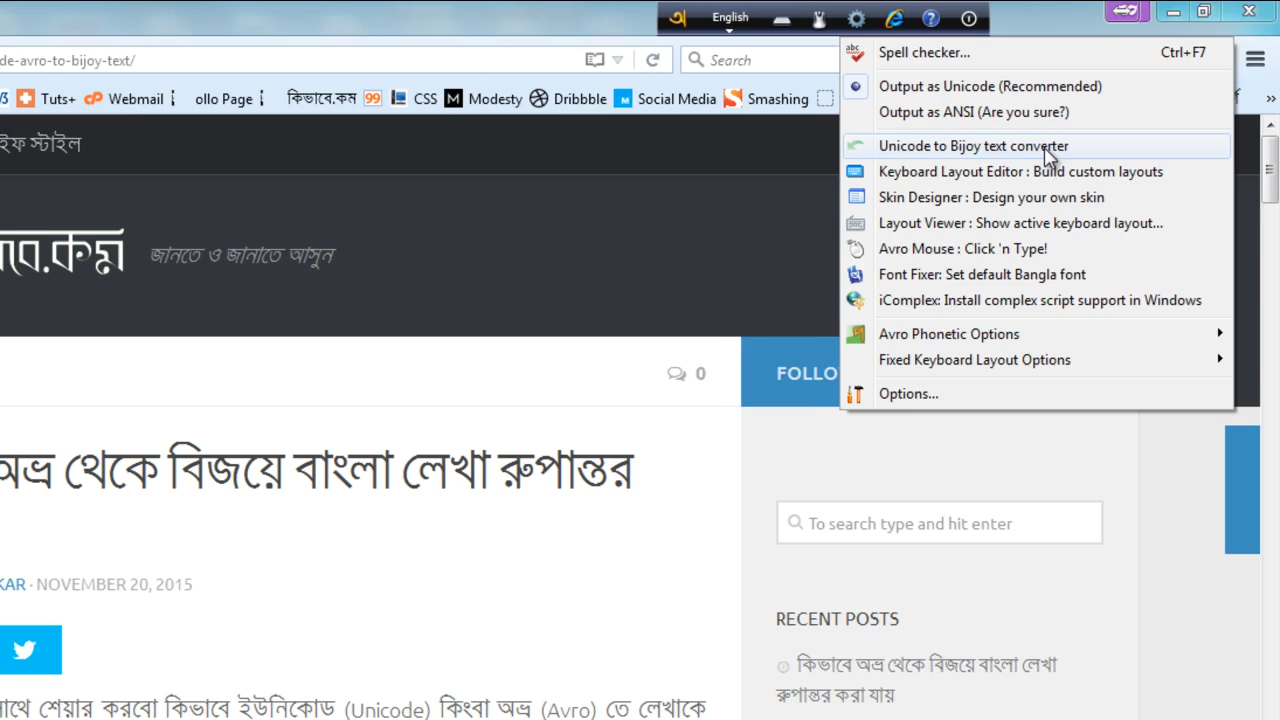 অ English
de-avro-to-bijoy-text/
Search
Tuts+ Webmail ollo Page কিভাবে.কম 99 CSS M Modesty Dribbble Social Media Smashing »
ইফ স্টাইল
বে.কম জানতে ও জানাতে আসুন
Spell checker... Ctrl+F7
Output as Unicode (Recommended)
Output as ANSI (Are you sure?)
Unicode to Bijoy text converter
Keyboard Layout Editor : Build custom layouts
Skin Designer : Design your own skin
Layout Viewer : Show active keyboard layout...
Avro Mouse : Click 'n Type!
Font Fixer: Set default Bangla font
iComplex: Install complex script support in Windows
Avro Phonetic Options
Fixed Keyboard Layout Options
Options...
0
FOLLO
অভ্র থেকে বিজয়ে বাংলা লেখা রুপান্তর
To search type and hit enter
KAR · NOVEMBER 20, 2015
RECENT POSTS
কিভাবে অভ্র থেকে বিজয়ে বাংলা লেখা
রুপান্তর করা যায়
সাথে শেয়ার করবো কিভাবে ইউনিকোড (Unicode) কিংবা অভ্র (Avro) তে লেখাকে